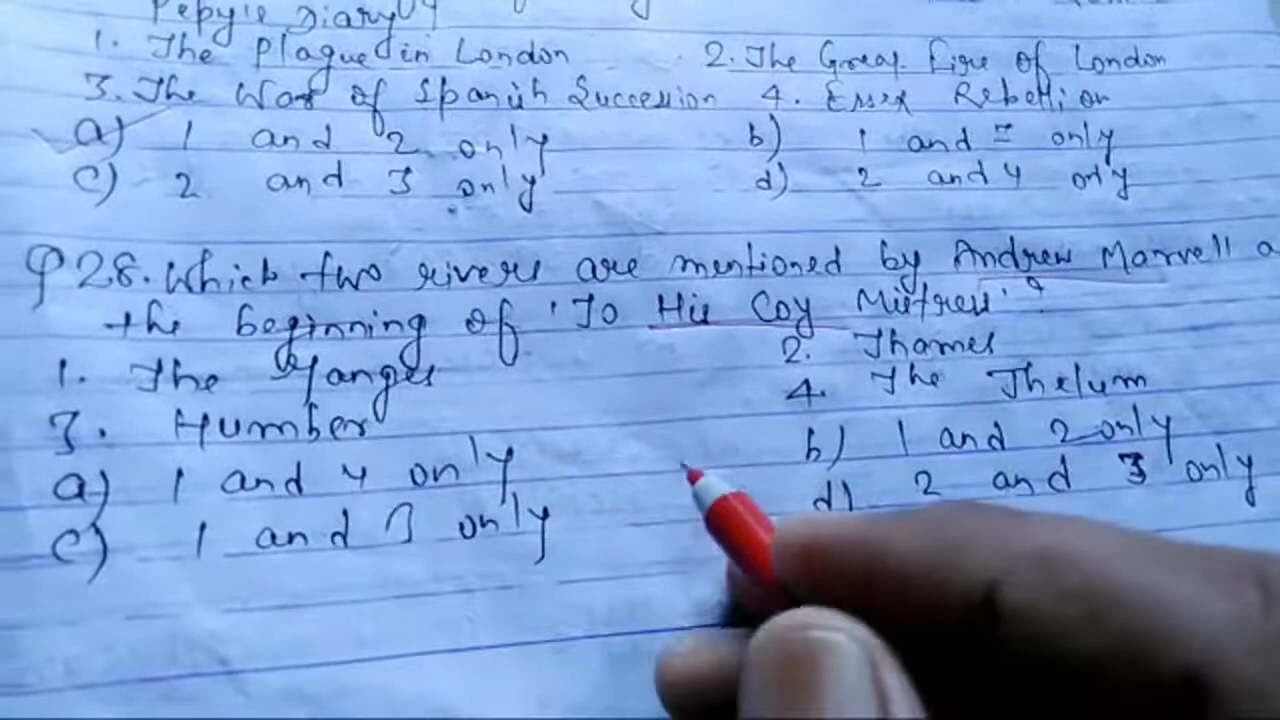 Pepy's Diary
1. The Plague in London 2. The Great Fire of London
3. The War of Spanish Succession 4. Essex Rebellion
a) 1 and 2 only b) 1 and 3 only
c) 2 and 3 only d) 2 and 4 only
Q28. Which two rivers are mentioned by Andrew Marvell a
the beginning of 'To His Coy Mistress'?
1. The Ganges 2. Thames
3. Humber 4. The Jhelum
a) 1 and 4 only b) 1 and 2 only
c) 1 and 3 only d) 2 and 3 only